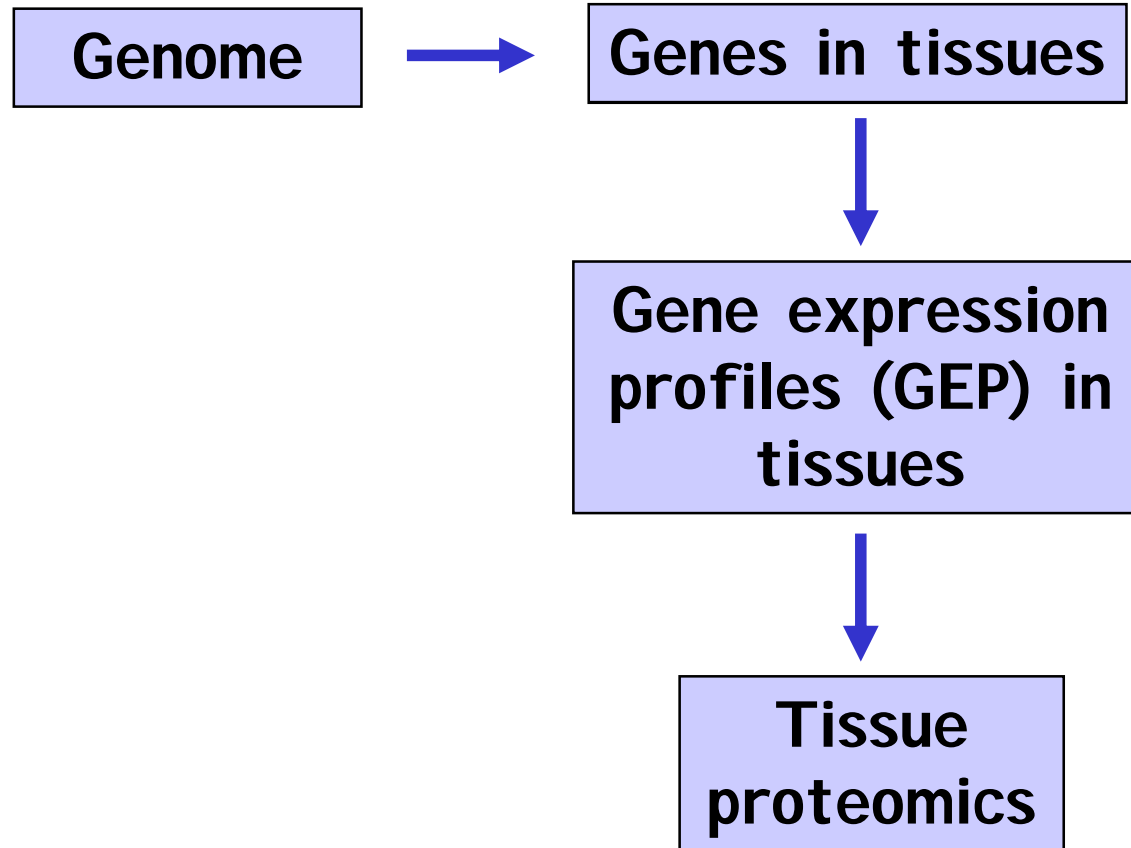 Genome
Genes in tissues
Gene expression
profiles (GEP) in
tissues
Tissue
proteomics